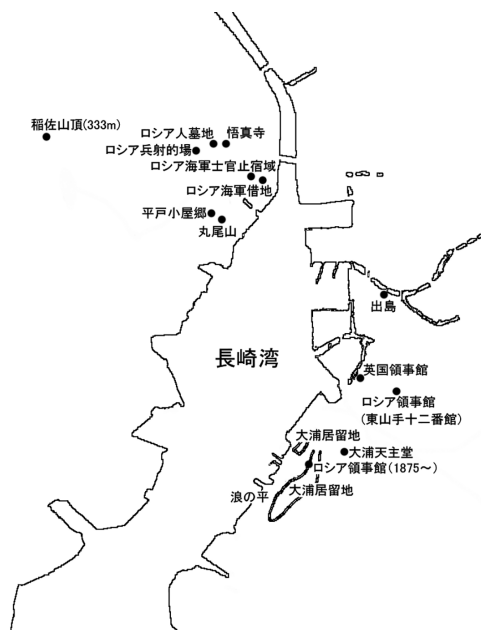 稲佐山頂(333m)
ロシア人墓地
悟真寺
ロシア兵射的場
ロシア海軍士官止宿域
ロシア海軍借地
平戸小屋郷
丸尾山
出島
長崎湾
英国領事館
ロシア領事館
(東山手十二番館)
大浦居留地
大浦天主堂
ロシア領事館(1875～)
浪の平
大浦居留地